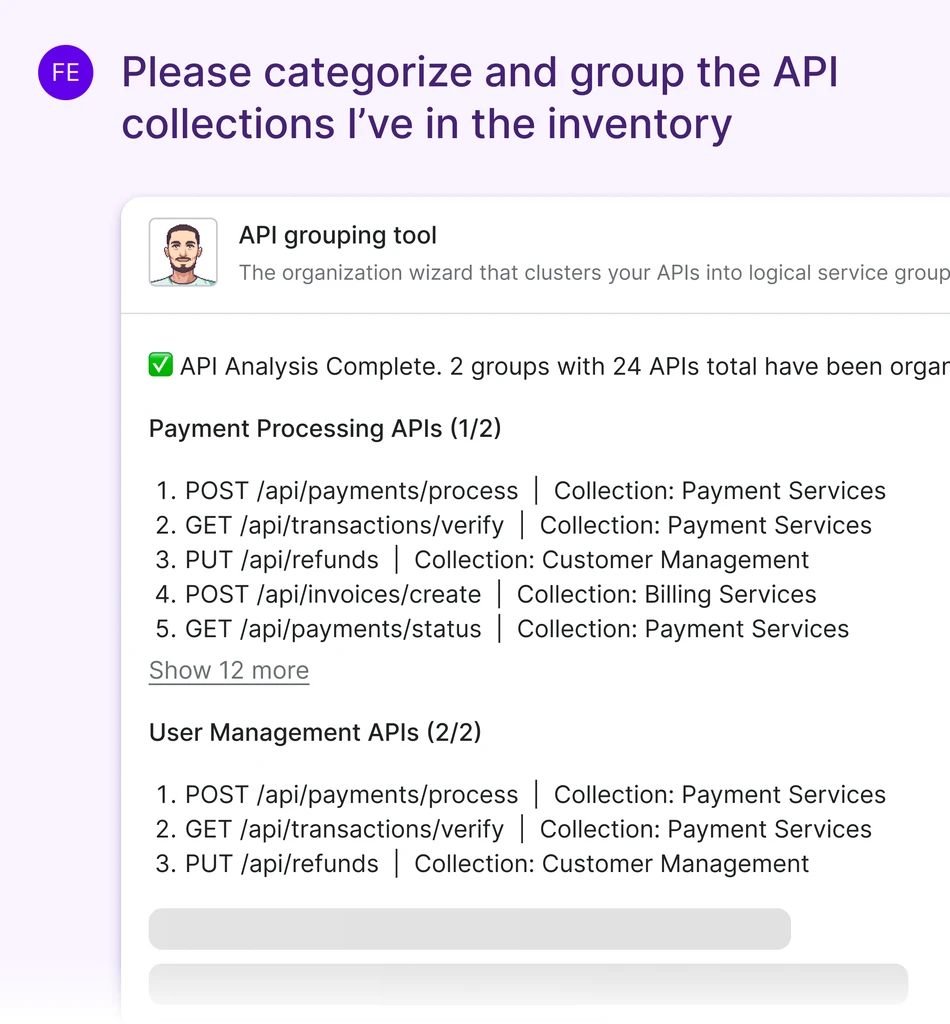 FE
Please categorize and group the API
collections I’ve in the inventory
API grouping tool
The organization wizard that clusters your APIs into logical service group
✅ API Analysis Complete. 2 groups with 24 APIs total have been organ
Payment Processing APIs (1/2)
1. POST /api/payments/process | Collection: Payment Services
2. GET /api/transactions/verify | Collection: Payment Services
3. PUT /api/refunds | Collection: Customer Management
4. POST /api/invoices/create | Collection: Billing Services
5. GET /api/payments/status | Collection: Payment Services
Show 12 more
User Management APIs (2/2)
1. POST /api/payments/process | Collection: Payment Services
2. GET /api/transactions/verify | Collection: Payment Services
3. PUT /api/refunds | Collection: Customer Management